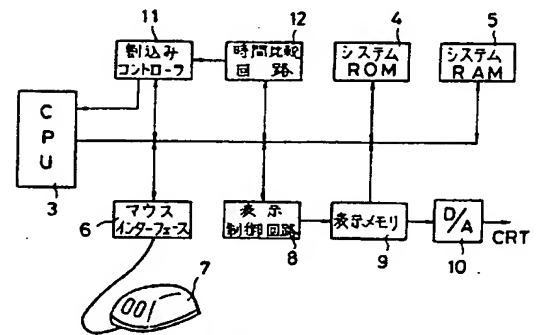 11
12
4
5
割込み
コントローラ
時間比較
回路
システム
ROM
システム
RAM
C
P
U
3
6
マウス
インターフェース
表示
制御回路
8
表示メモリ
9
D/A
10
CRT
7